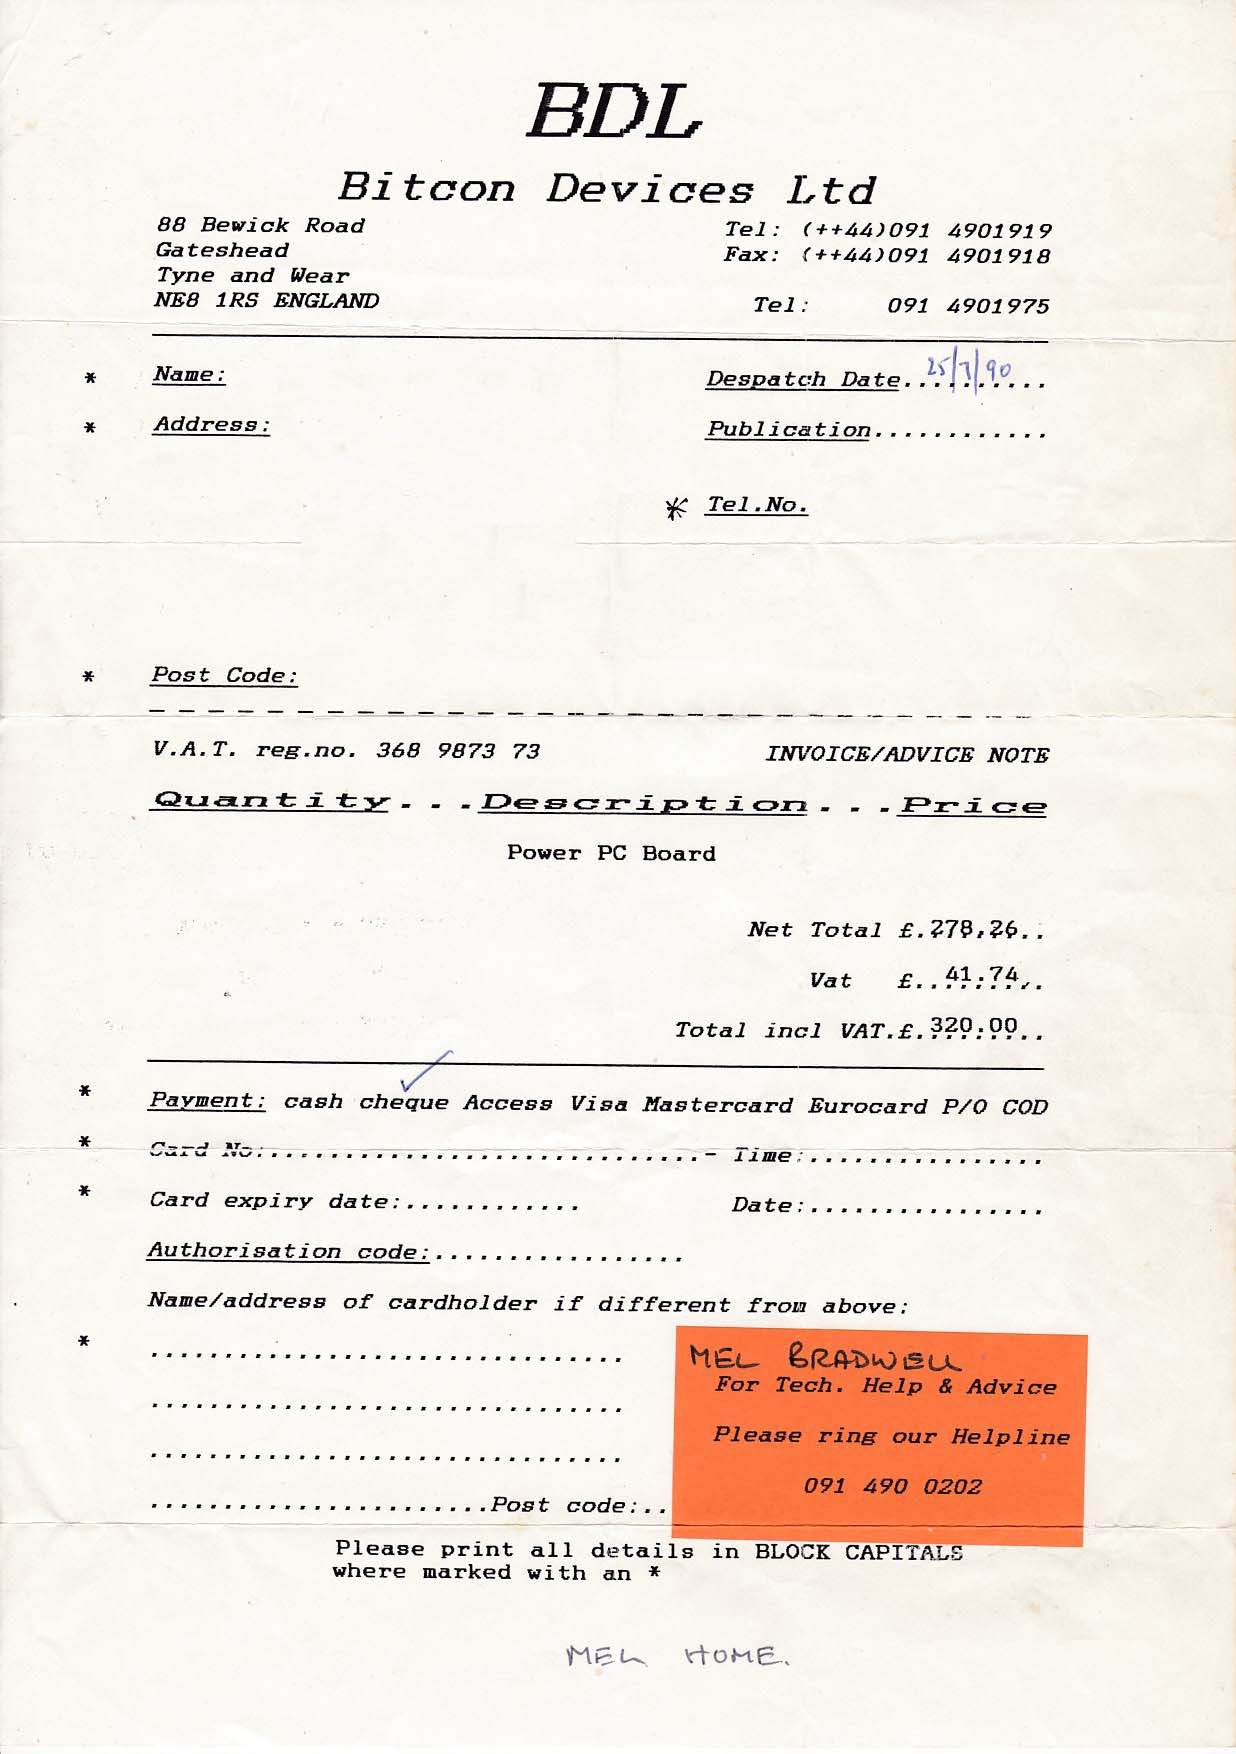 BDL
Bitcon Devices Ltd
88 Bewick Road
Gateshead
Tyne and Wear
NE8 1RS ENGLAND
Tel: (++44)091 4901919
Fax: (++44)091 4901918
Tel: 091 4901975
* Name:
Despatch Date..........
25/7/90
* Address:
Publication............
* Tel.No.
* Post Code:
V.A.T. reg.no. 368 9873 73
INVOICE/ADVICE NOTE
Quantity...Description...Price
Power PC Board
Net Total £.278.26..
Vat £..41.74..
Total incl VAT.£.320.00..
* Payment: cash cheque Access Visa Mastercard Eurocard P/O COD
* Card No:..............................- Time:................
* Card expiry date:............ Date:................
Authorisation code:.................
Name/address of cardholder if different from above:
* ................................
................................
................................
.......................Post code:..
MEL BRADWELL
For Tech. Help & Advice
Please ring our Helpline
091 490 0202
Please print all details in BLOCK CAPITALS
where marked with an *
MEL HOME.